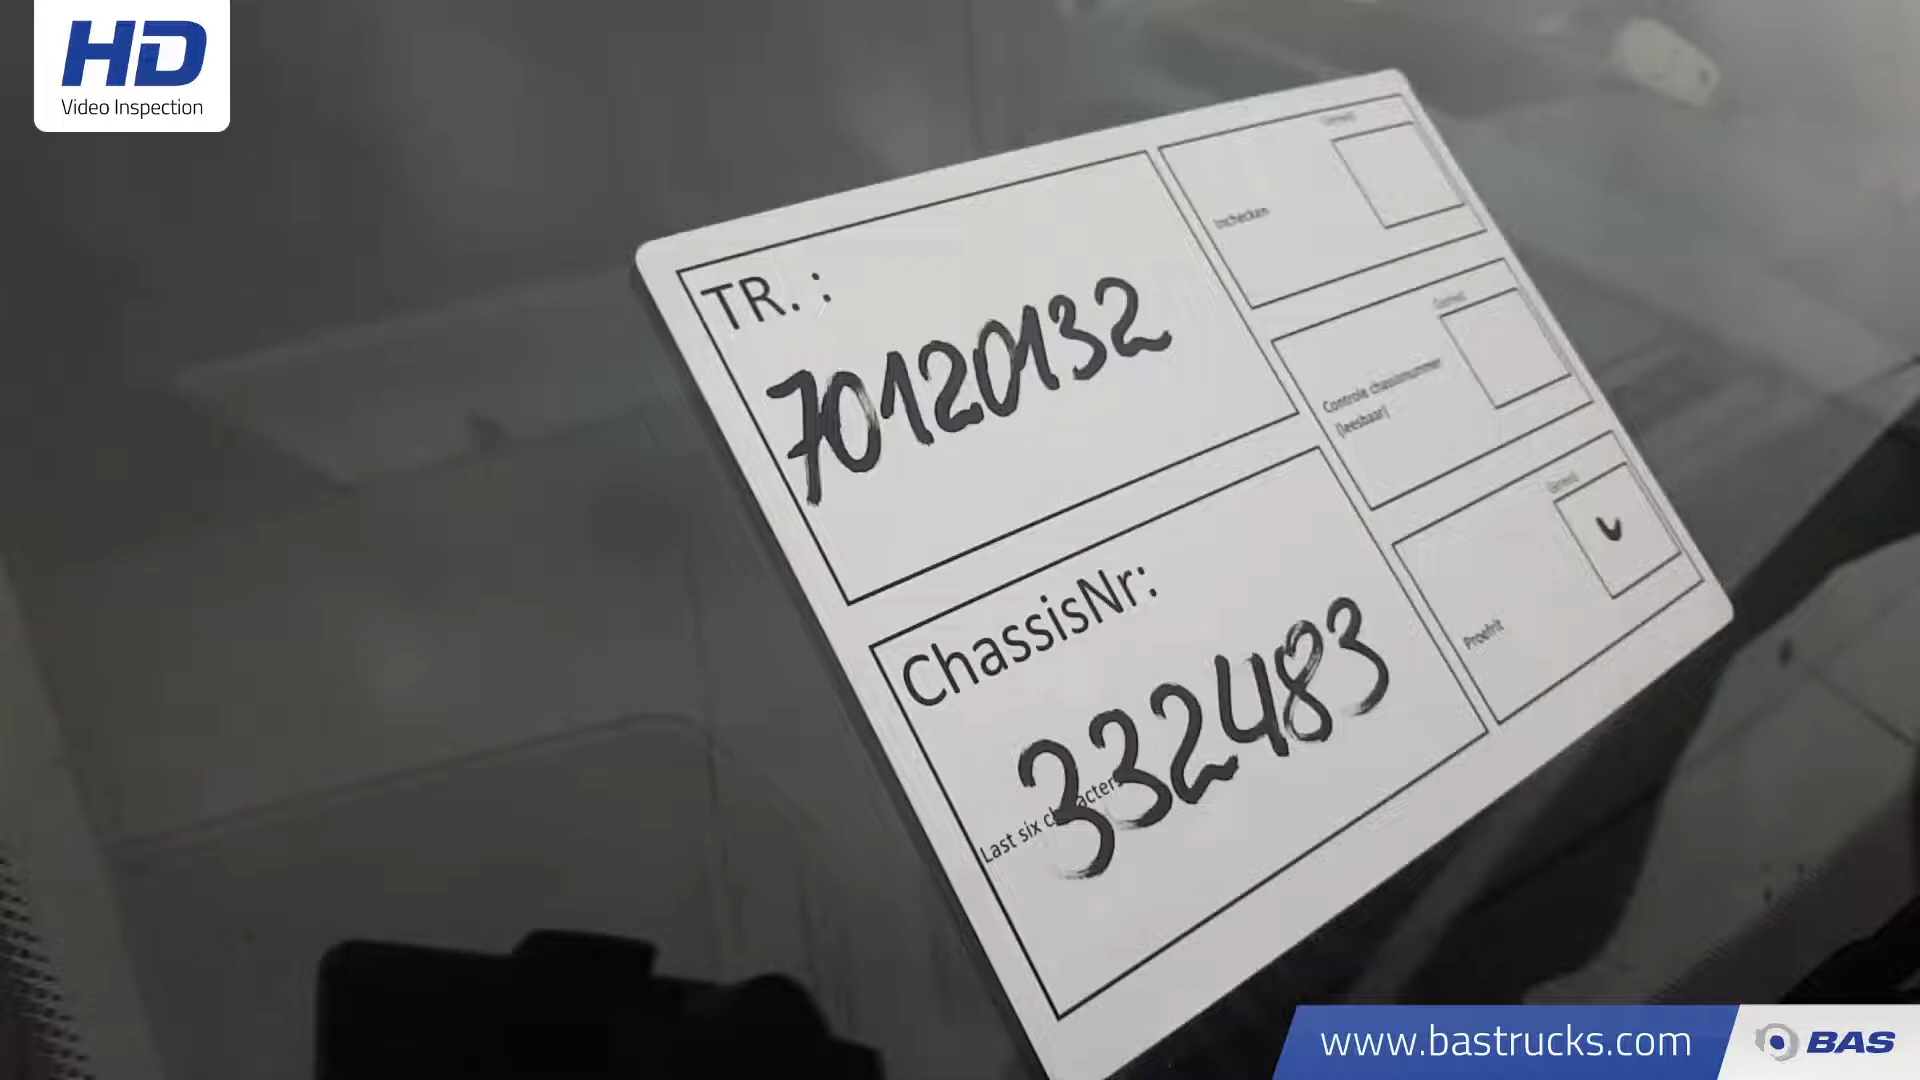 HD
Video Inspection
TR. :
70120132
ChassisNr:
332483
Last six characters
Inchecken
Controle chassisnummer
(leesbaar)
Proefrit
www.bastrucks.com
BAS